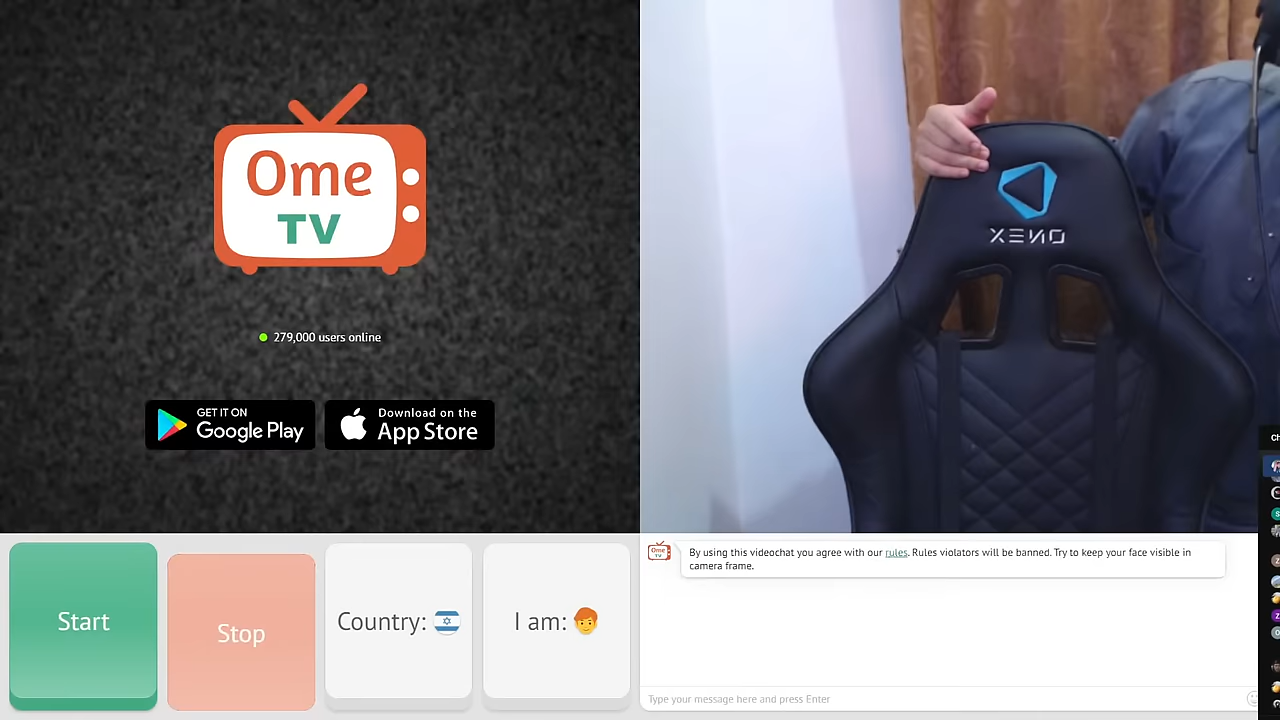 Ome
TV
279,000 users online
GET IT ON
Google Play
Download on the
App Store
XENO
Start
Stop
Country:
I am:
Ome
TV
By using this videochat you agree with our rules. Rules violators will be banned. Try to keep your face visible in
camera frame.
Type your message here and press Enter